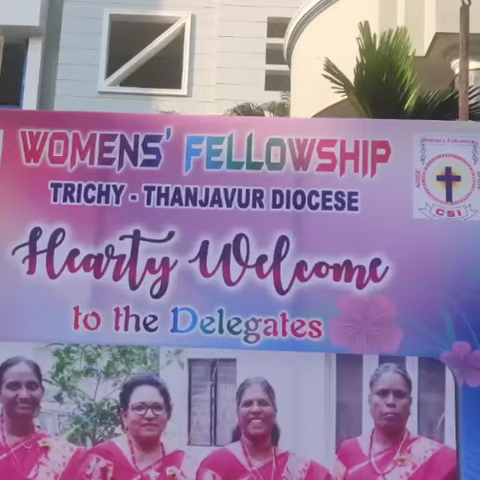 WOMENS' FELLOWSHIP
TRICHY - THANJAVUR DIOCESE
Hearty Welcome
to the Delegates
CSI